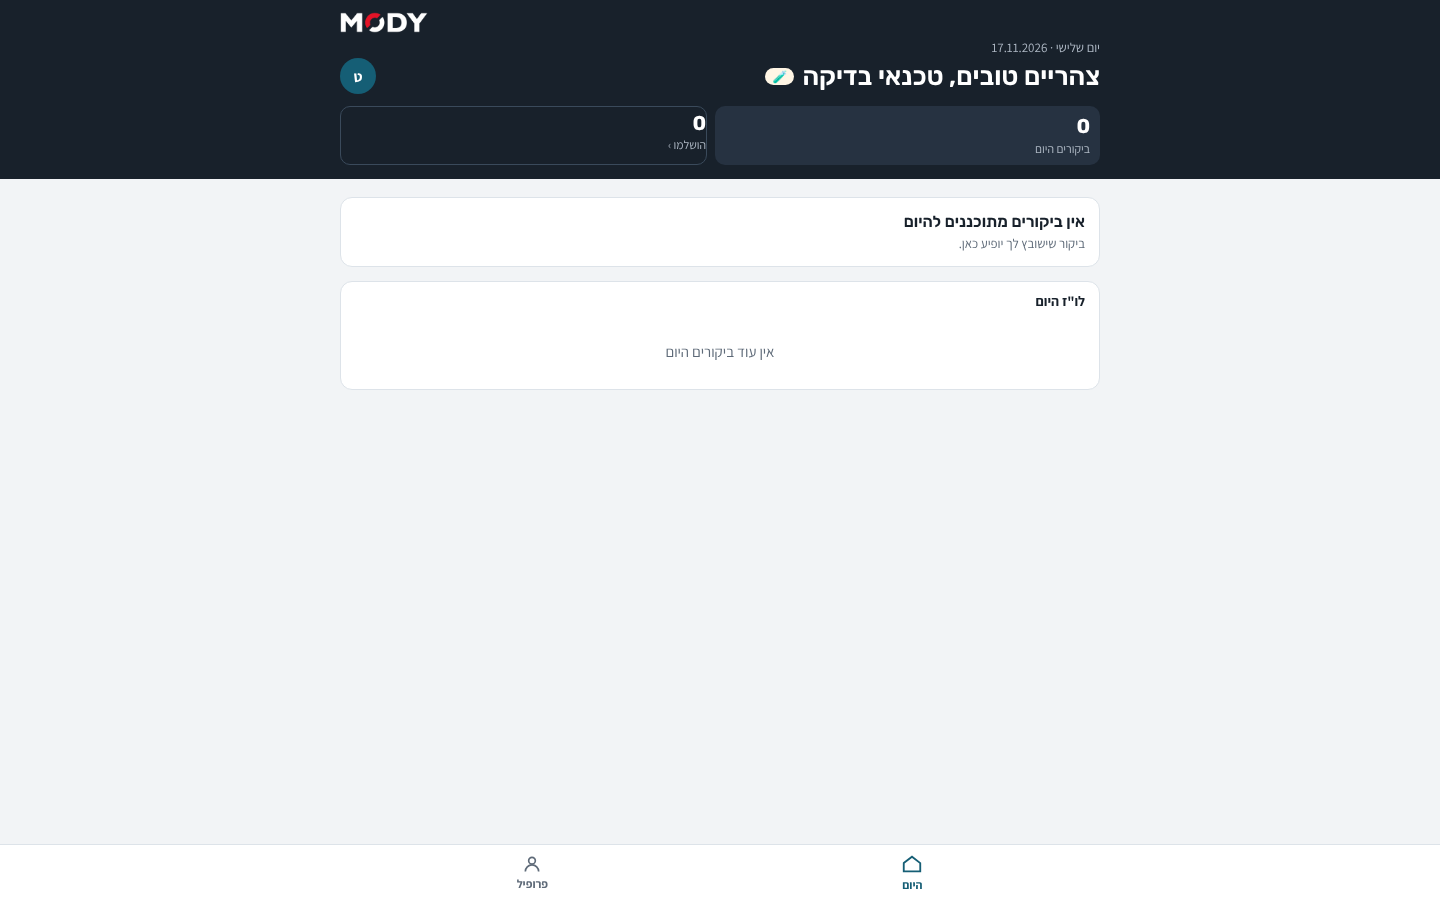 MODY
יום שלישי · 17.11.2026
צהריים טובים, טכנאי בדיקה
ט
0
ביקורים היום
0
הושלמו ›
אין ביקורים מתוכננים להיום
ביקור שישובץ לך יופיע כאן.
לו"ז היום
אין עוד ביקורים היום
היום
פרופיל